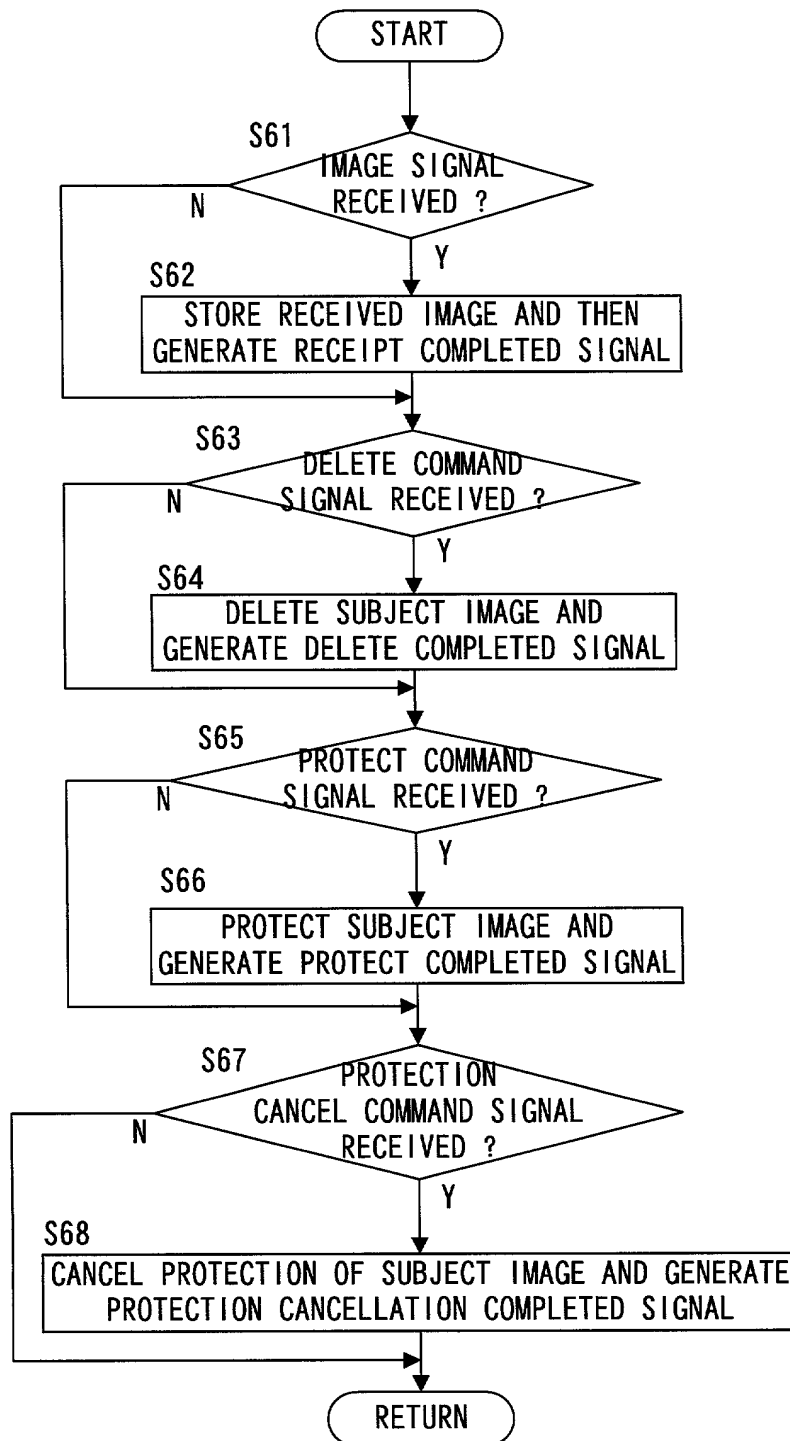 START
S61
IMAGE SIGNAL
RECEIVED ?
N
Y
S62
STORE RECEIVED IMAGE AND THEN
GENERATE RECEIPT COMPLETED SIGNAL
S63
DELETE COMMAND
SIGNAL RECEIVED ?
N
Y
S64
DELETE SUBJECT IMAGE AND
GENERATE DELETE COMPLETED SIGNAL
S65
PROTECT COMMAND
SIGNAL RECEIVED ?
N
Y
S66
PROTECT SUBJECT IMAGE AND
GENERATE PROTECT COMPLETED SIGNAL
S67
PROTECTION
CANCEL COMMAND SIGNAL
RECEIVED ?
N
Y
S68
CANCEL PROTECTION OF SUBJECT IMAGE AND GENERATE
PROTECTION CANCELLATION COMPLETED SIGNAL
RETURN